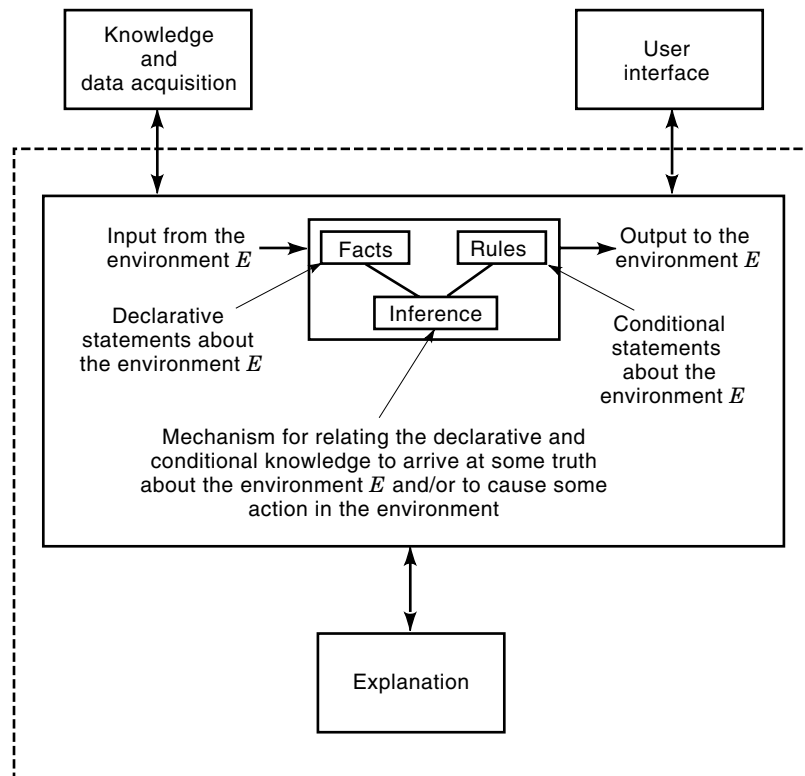 Knowledge
and
data acquisition
User
interface
Input from the
environment E
Facts
Rules
Output to the
environment E
Inference
Declarative
statements about
the environment E
Conditional
statements
about the
environment E
Mechanism for relating the declarative and
conditional knowledge to arrive at some truth
about the environment E and/or to cause some
action in the environment
Explanation